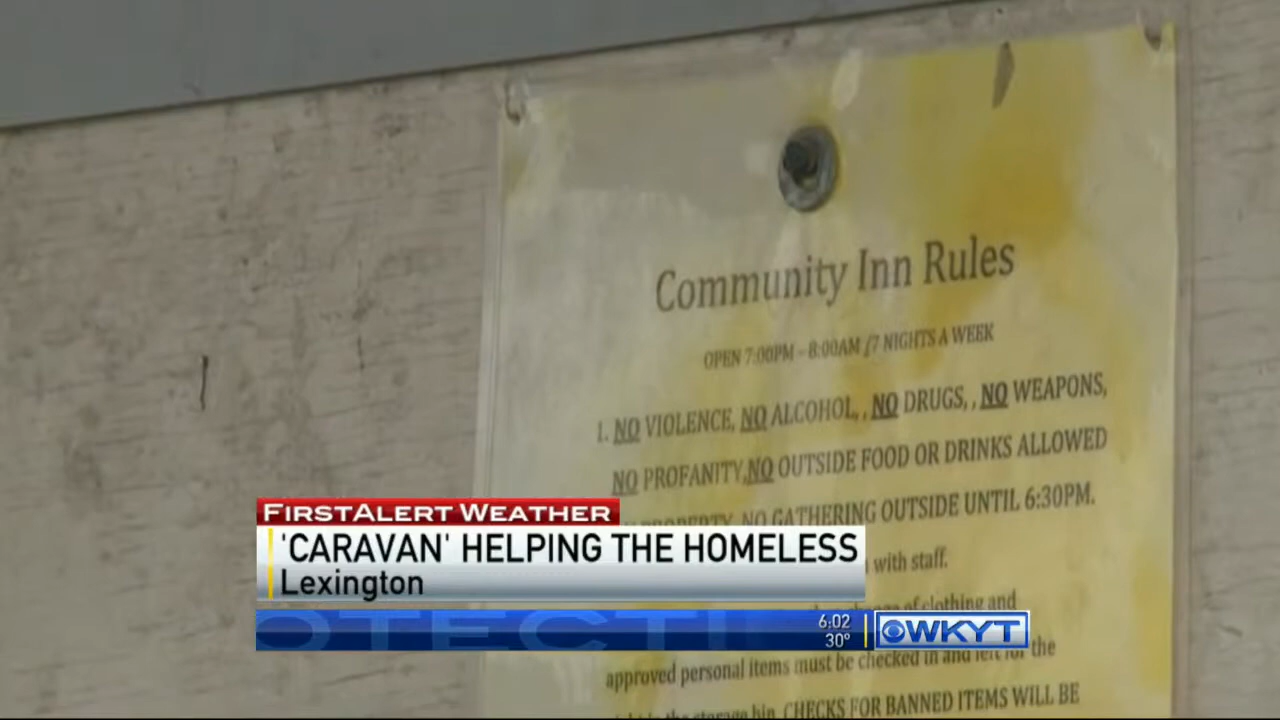 Community Inn Rules
OPEN 7:00PM - 8:00AM /7 NIGHTS A WEEK
1. NO VIOLENCE, NO ALCOHOL, , NO DRUGS, , NO WEAPONS,
NO PROFANITY,NO OUTSIDE FOOD OR DRINKS ALLOWED
PROPERTY, NO GATHERING OUTSIDE UNTIL 6:30PM.
with staff.
of clothing and
approved personal items must be checked in and left for the
storage bin. CHECKS FOR BANNED ITEMS WILL BE
FIRSTALERT WEATHER
'CARAVAN' HELPING THE HOMELESS
Lexington
OTECTI
6:02
30°
WKYT